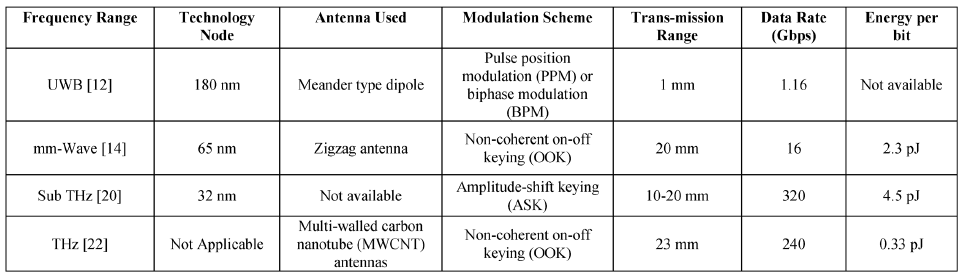 Frequency Range Technology Node Antenna Used Modulation Scheme Trans-mission Range Data Rate (Gbps) Energy per bit
UWB [12] 180 nm Meander type dipole Pulse position modulation (PPM) or biphase modulation (BPM) 1 mm 1.16 Not available
mm-Wave [14] 65 nm Zigzag antenna Non-coherent on-off keying (OOK) 20 mm 16 2.3 pJ
Sub THz [20] 32 nm Not available Amplitude-shift keying (ASK) 10-20 mm 320 4.5 pJ
THz [22] Not Applicable Multi-walled carbon nanotube (MWCNT) antennas Non-coherent on-off keying (OOK) 23 mm 240 0.33 pJ